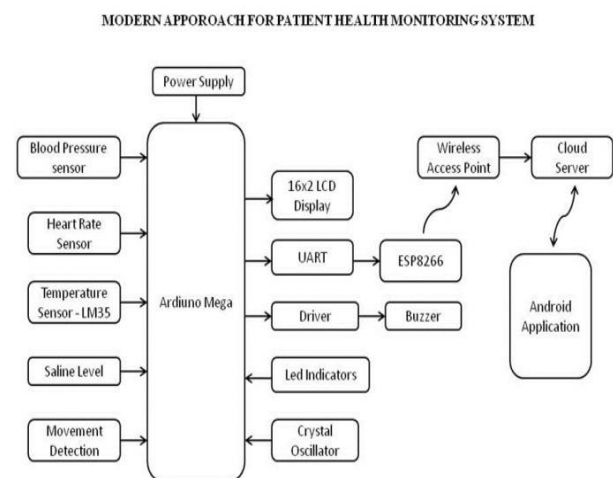 MODERN APPOROACH FOR PATIENT HEALTH MONITORING SYSTEM
Power Supply
Blood Pressure
sensor
Heart Rate
Sensor
Temperature
Sensor - LM35
Saline Level
Movement
Detection
Ardiuno Mega
16x2 LCD
Display
UART
ESP8266
Driver
Buzzer
Led Indicators
Crystal
Oscillator
Wireless
Access Point
Cloud
Server
Android
Application